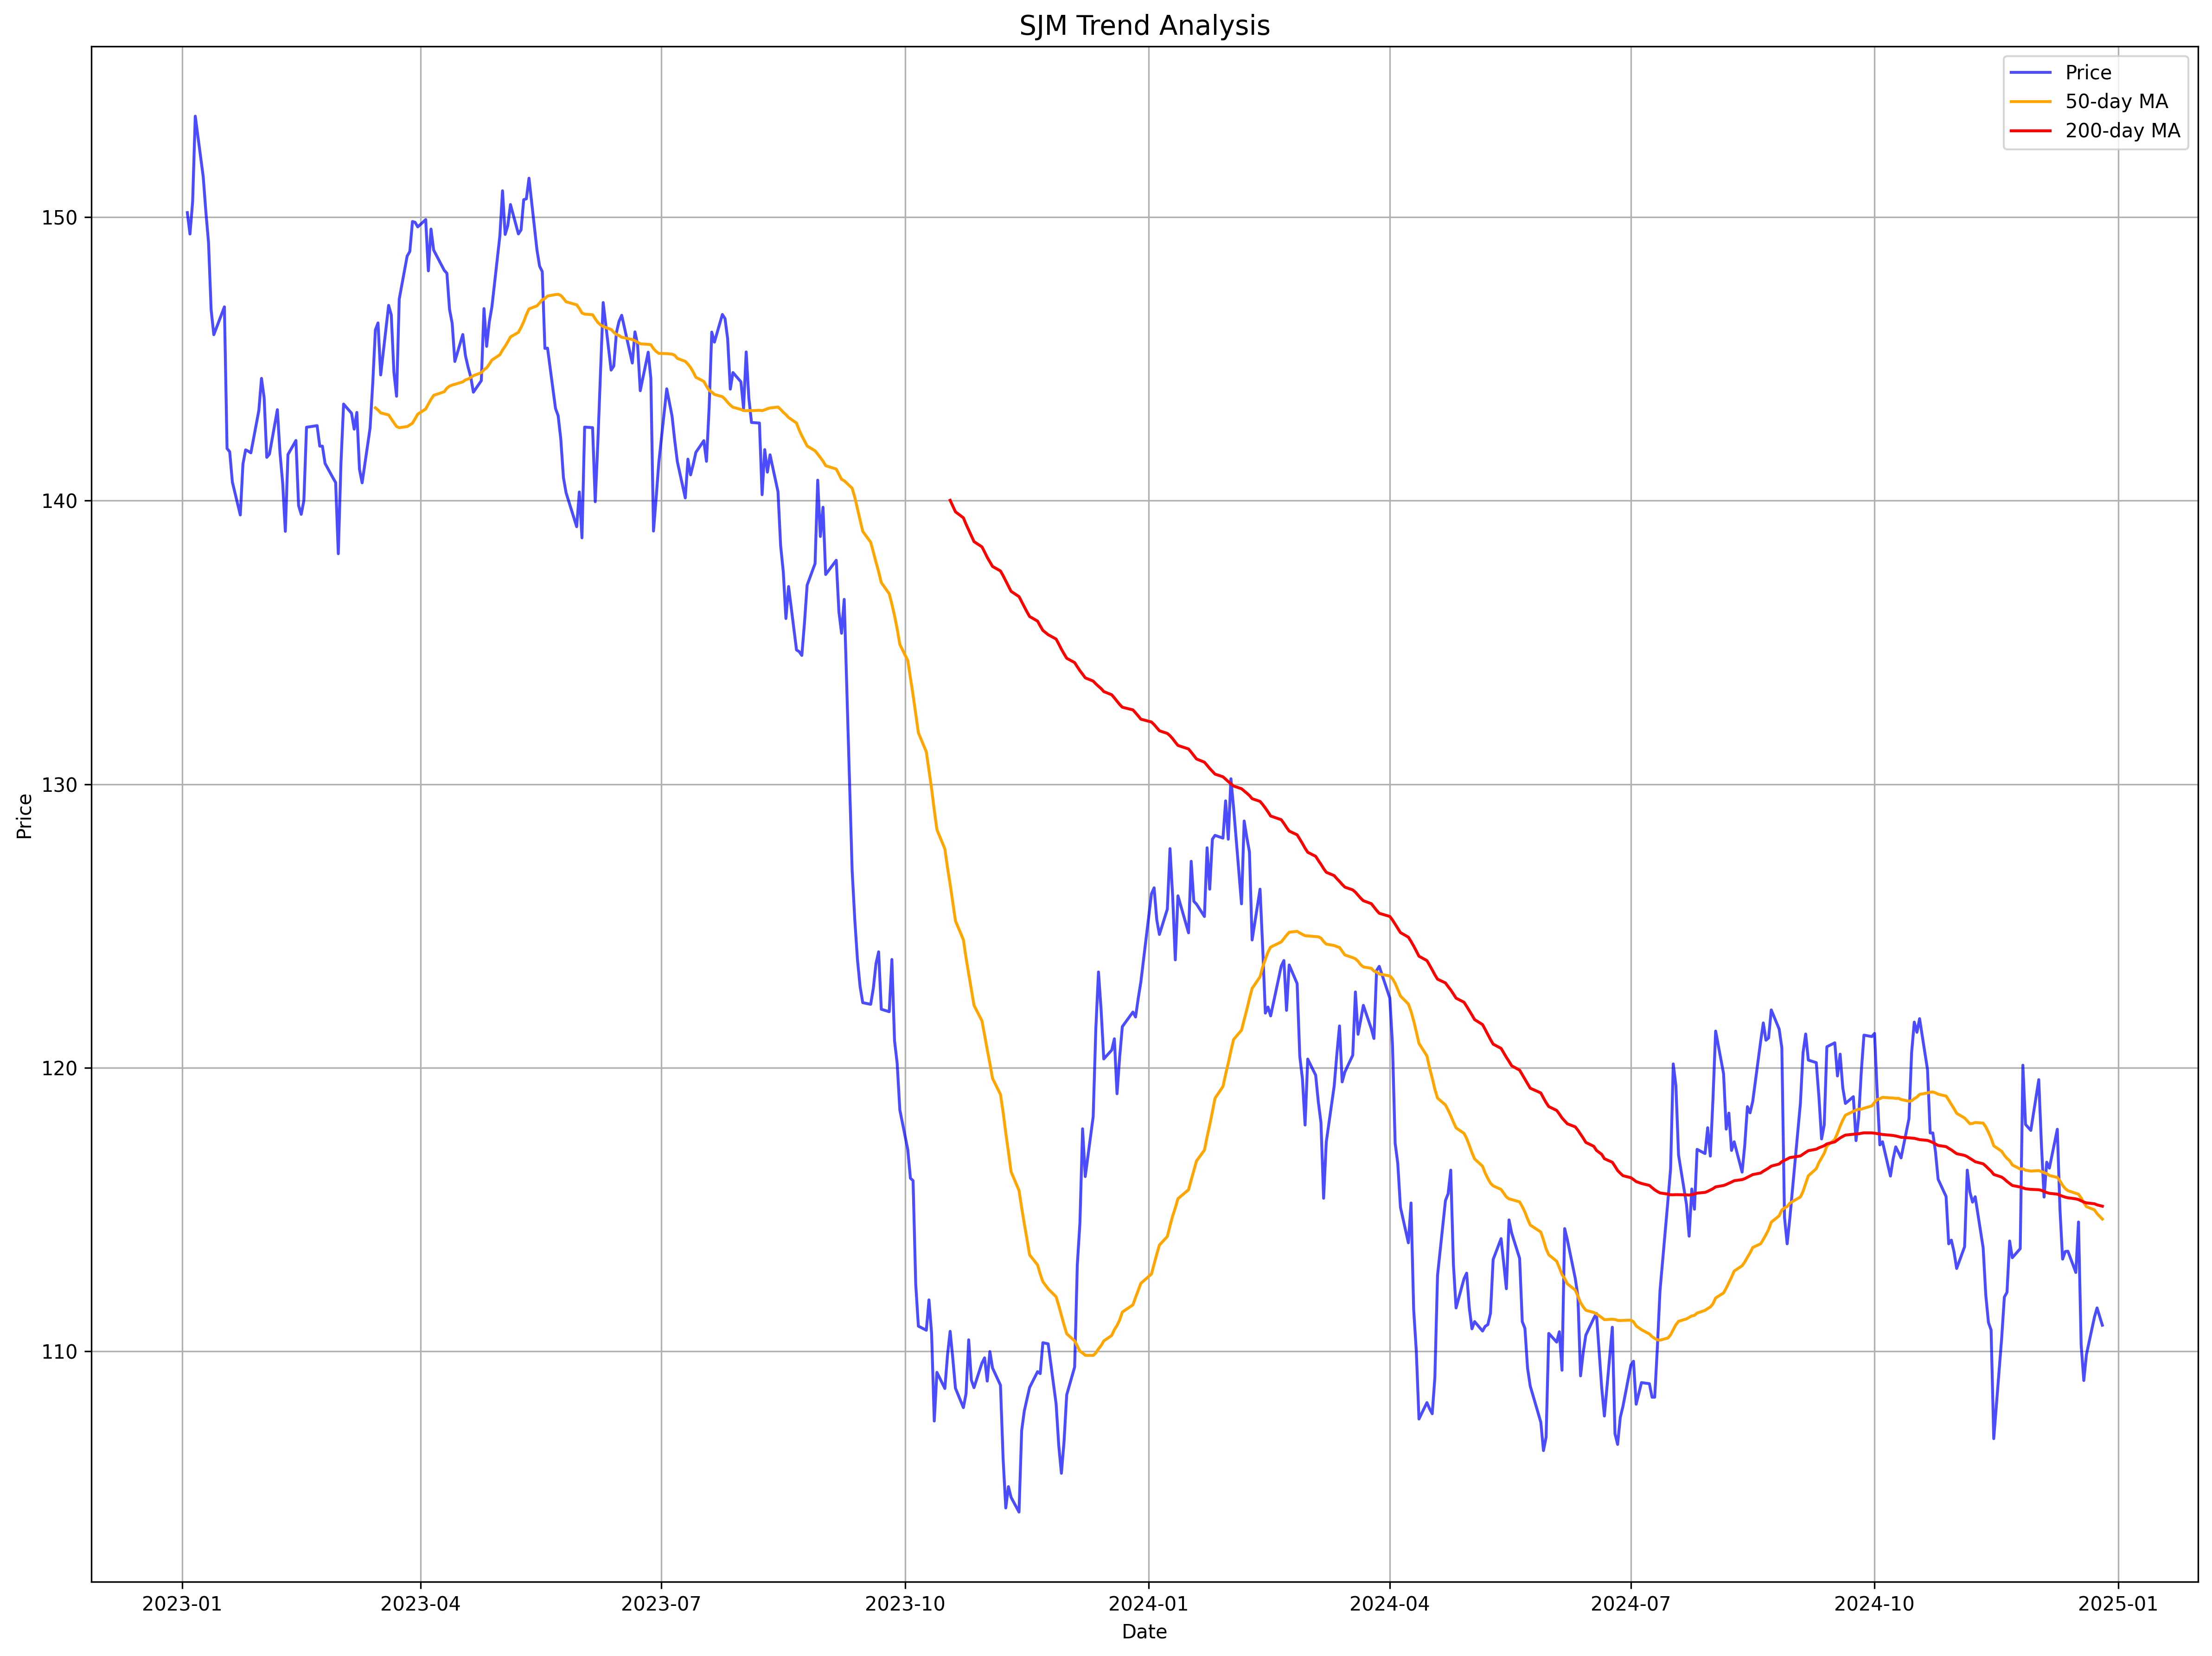 SJM Trend Analysis
Price
50-day MA
200-day MA
150
140
130
120
110
Price
2023-01
2023-04
2023-07
2023-10
2024-01
2024-04
2024-07
2024-10
2025-01
Date